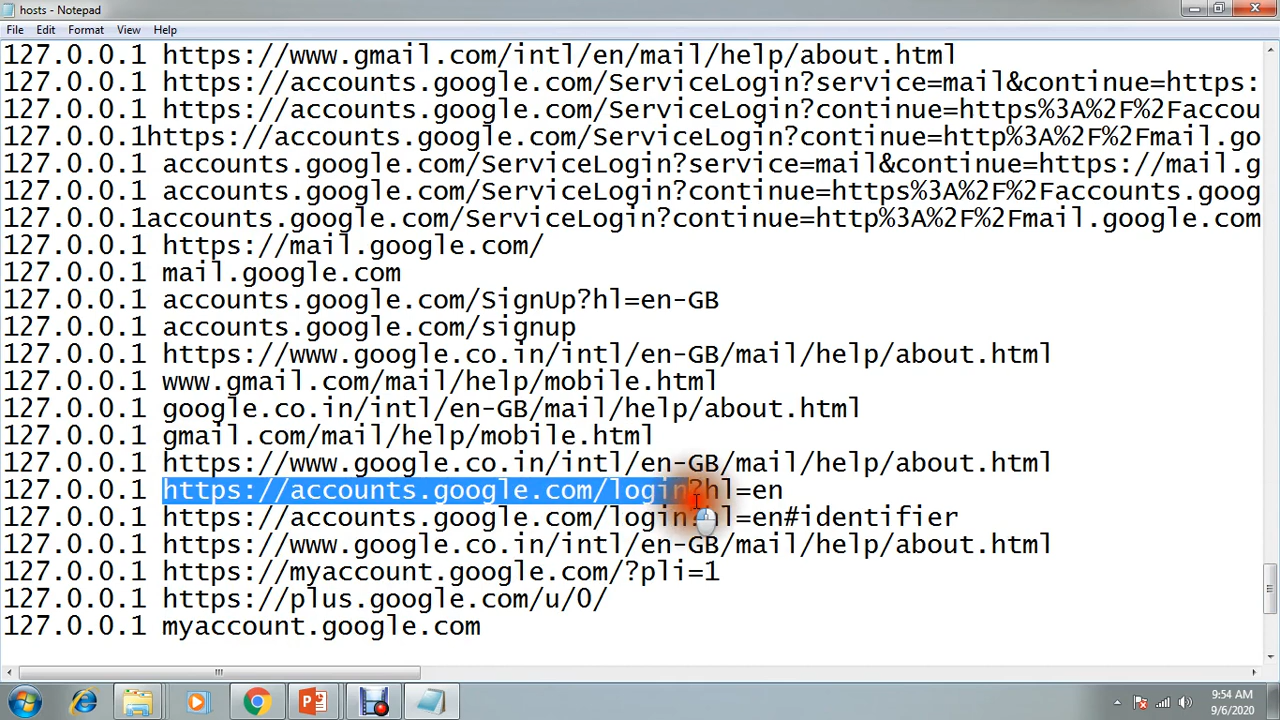 hosts - Notepad
File Edit Format View Help
127.0.0.1 https://www.gmail.com/intl/en/mail/help/about.html
127.0.0.1 https://accounts.google.com/ServiceLogin?service=mail&continue=https:
127.0.0.1 https://accounts.google.com/ServiceLogin?continue=https%3A%2F%2Faccou
127.0.0.1https://accounts.google.com/ServiceLogin?continue=http%3A%2F%2Fmail.go
127.0.0.1 accounts.google.com/ServiceLogin?service=mail&continue=https://mail.g
127.0.0.1 accounts.google.com/ServiceLogin?continue=https%3A%2F%2Faccounts.goog
127.0.0.1accounts.google.com/ServiceLogin?continue=http%3A%2F%2Fmail.google.com
127.0.0.1 https://mail.google.com/
127.0.0.1 mail.google.com
127.0.0.1 accounts.google.com/SignUp?hl=en-GB
127.0.0.1 accounts.google.com/signup
127.0.0.1 https://www.google.co.in/intl/en-GB/mail/help/about.html
127.0.0.1 www.gmail.com/mail/help/mobile.html
127.0.0.1 google.co.in/intl/en-GB/mail/help/about.html
127.0.0.1 gmail.com/mail/help/mobile.html
127.0.0.1 https://www.google.co.in/intl/en-GB/mail/help/about.html
127.0.0.1 https://accounts.google.com/login?hl=en
127.0.0.1 https://accounts.google.com/login?hl=en#identifier
127.0.0.1 https://www.google.co.in/intl/en-GB/mail/help/about.html
127.0.0.1 https://myaccount.google.com/?pli=1
127.0.0.1 https://plus.google.com/u/0/
127.0.0.1 myaccount.google.com
9:54 AM
9/6/2020